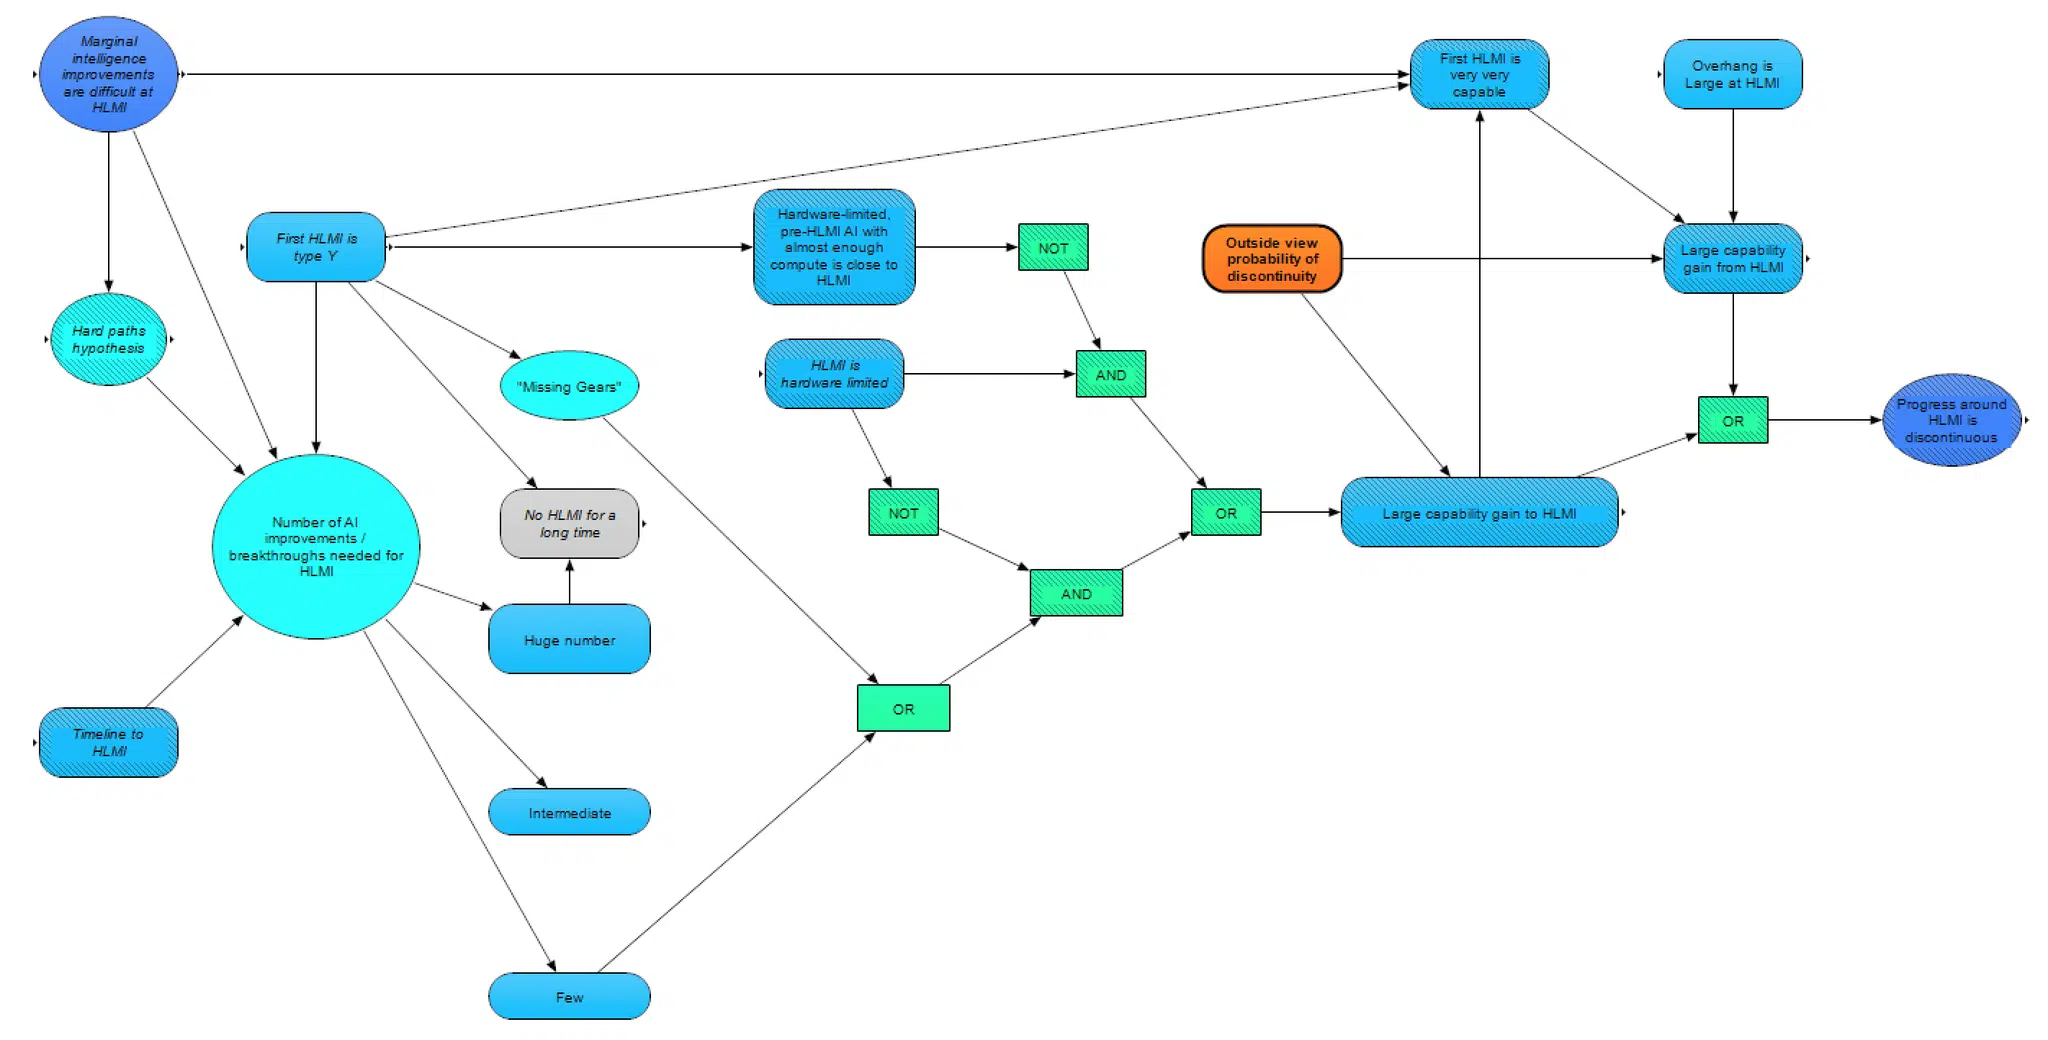 Marginal
intelligence
improvements
are difficult at
HLMI
First HLMI is
very very
capable
Overhang is
Large at HLMI
First HLMI is
type Y
Hardware-limited,
pre-HLMI AI with
almost enough
compute is close to
HLMI
NOT
Outside view
probability of
discontinuity
Large capability
gain from HLMI
Hard paths
hypothesis
"Missing Gears"
HLMI is
hardware limited
AND
OR
Progress around
HLMI is
discontinuous
Number of AI
improvements /
breakthroughs needed for
HLMI
No HLMI for a
long time
NOT
OR
Large capability gain to HLMI
AND
Huge number
OR
Timeline to
HLMI
Intermediate
Few